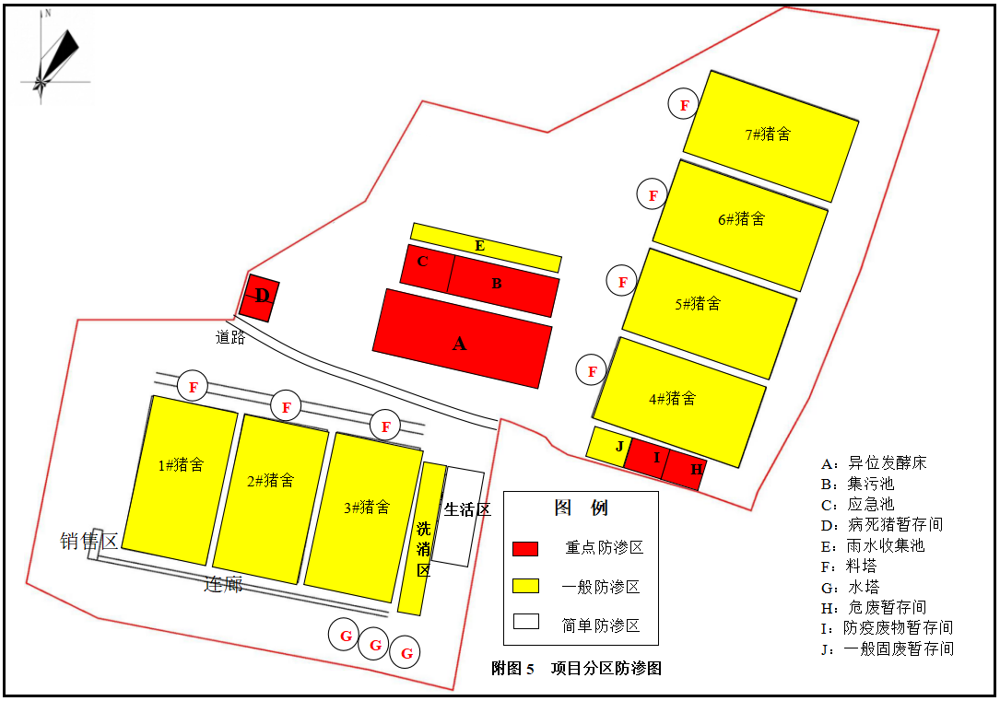 N
F
7#猪舍
F
6#猪舍
E
C
B
F
5#猪舍
D
道路
A
F
4#猪舍
F
F
F
J
I
H
1#猪舍
2#猪舍
3#猪舍
生活区
洗消区
销售区
连廊
G
G
G
图 例
重点防渗区
一般防渗区
简单防渗区
A：异位发酵床
B：集污池
C：应急池
D：病死猪暂存间
E：雨水收集池
F：料塔
G：水塔
H：危废暂存间
I：防疫废物暂存间
J：一般固废暂存间
附图 5 项目分区防渗图